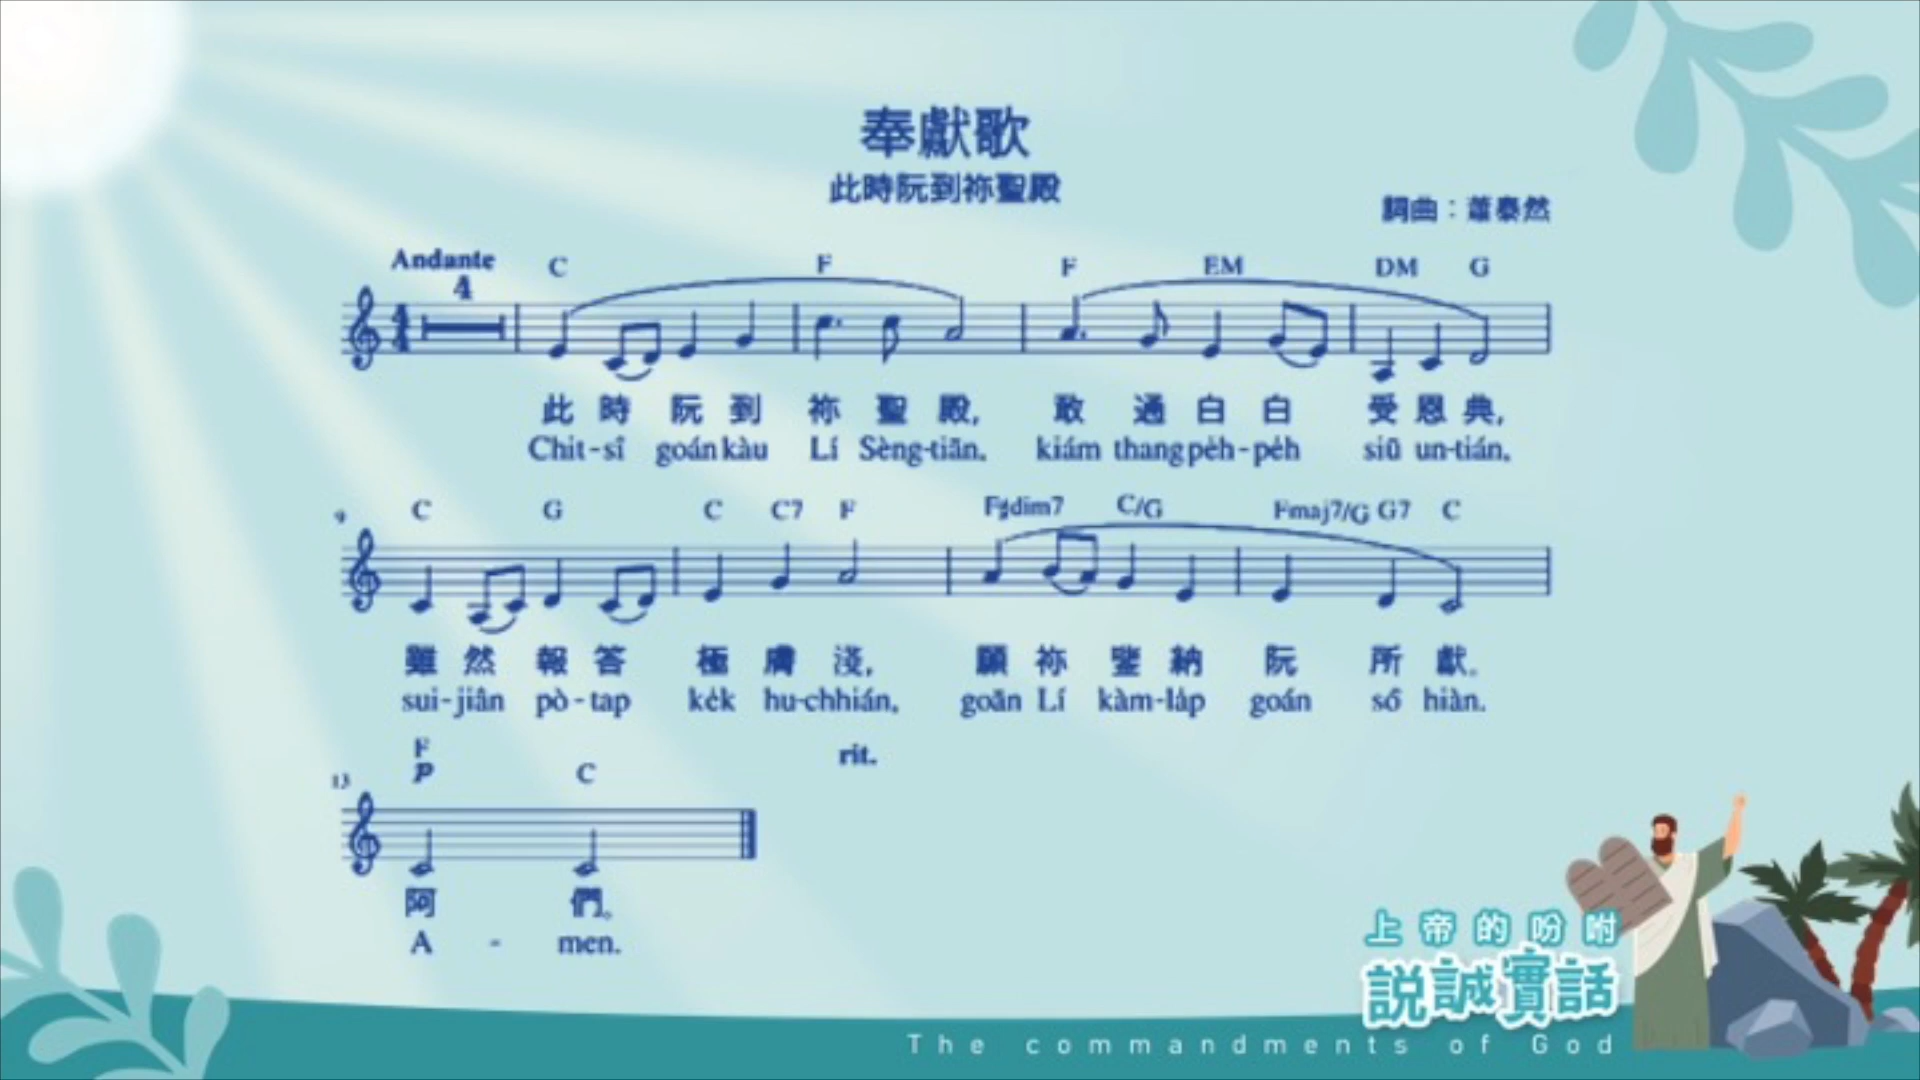 奉獻歌
此時阮到祢聖殿
詞曲：蕭泰然
Andante
4
C F F EM DM G
此 時 阮 到 祢 聖 殿, 敢 通 白 白 受 恩 典,
Chit-sî goán kàu Lí Sèng-tiān, kiám thang pe̍h-pe̍h siū un-tián,
9
C G C C7 F F♯dim7 C/G Fmaj7/G G7 C
雖 然 報 答 極 膚 淺, 願 祢 鑒 納 阮 所 獻。
sui-jiân pò-tap ke̍k hu-chhián, goān Lí kàm-la̍p goán só͘ hiàn.
rit.
13
F
p C
阿 們。
A - men.
上帝的吩咐
説誠實話
The commandments of God